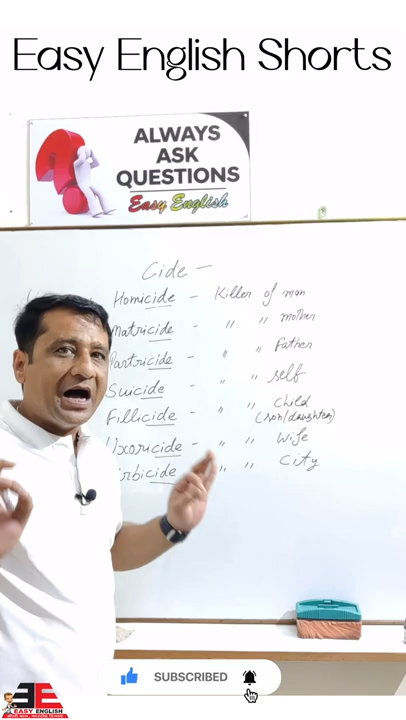 Easy English Shorts
ALWAYS
ASK
QUESTIONS
Easy English
Cide -
Homicide - Killer of man
Matricide - " " mother
Partricide - " " Father
Suicide - " " self
Fillicide - " " Child
(son/daughter)
Uxoricide - " " Wife
irbicide - " " City
SUBSCRIBED
EASY ENGLISH